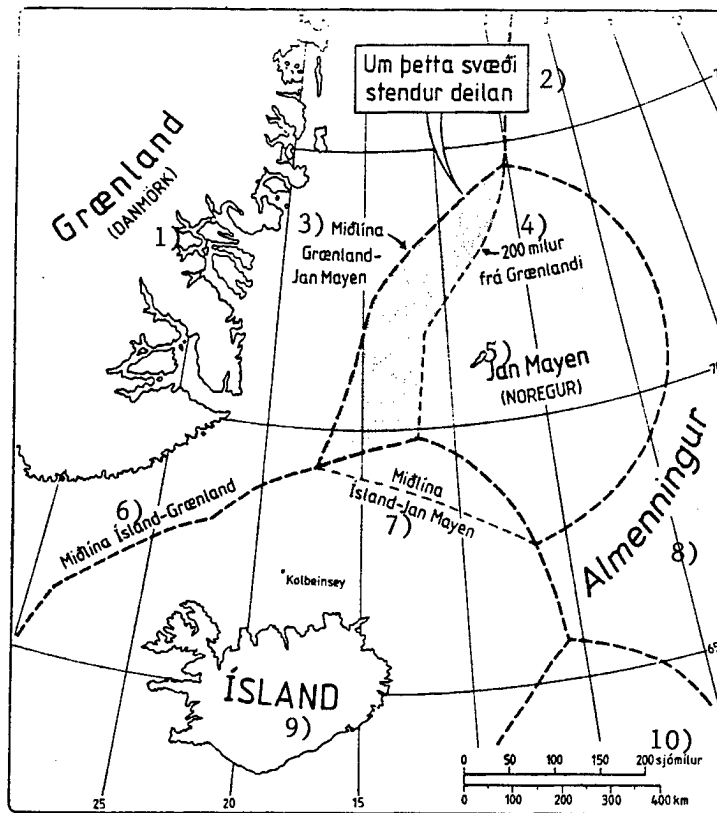 Um þetta svæði
stendur deilan
2)
Grænland
(DANMÖRK)
1)
3) Miðlína
Grænland-
Jan Mayen
4)
200 mílur
frá Grænlandi
5)
Jan Mayen
(NOREGUR)
70
6)
Miðlína Ísland-Grænland
Miðlína
Ísland-Jan Mayen
7)
Almenningur
8)
Kolbeinsey
65
ÍSLAND
9)
10)
0 50 100 150 200 sjómílur
0 100 200 300 400 km
25 20 15